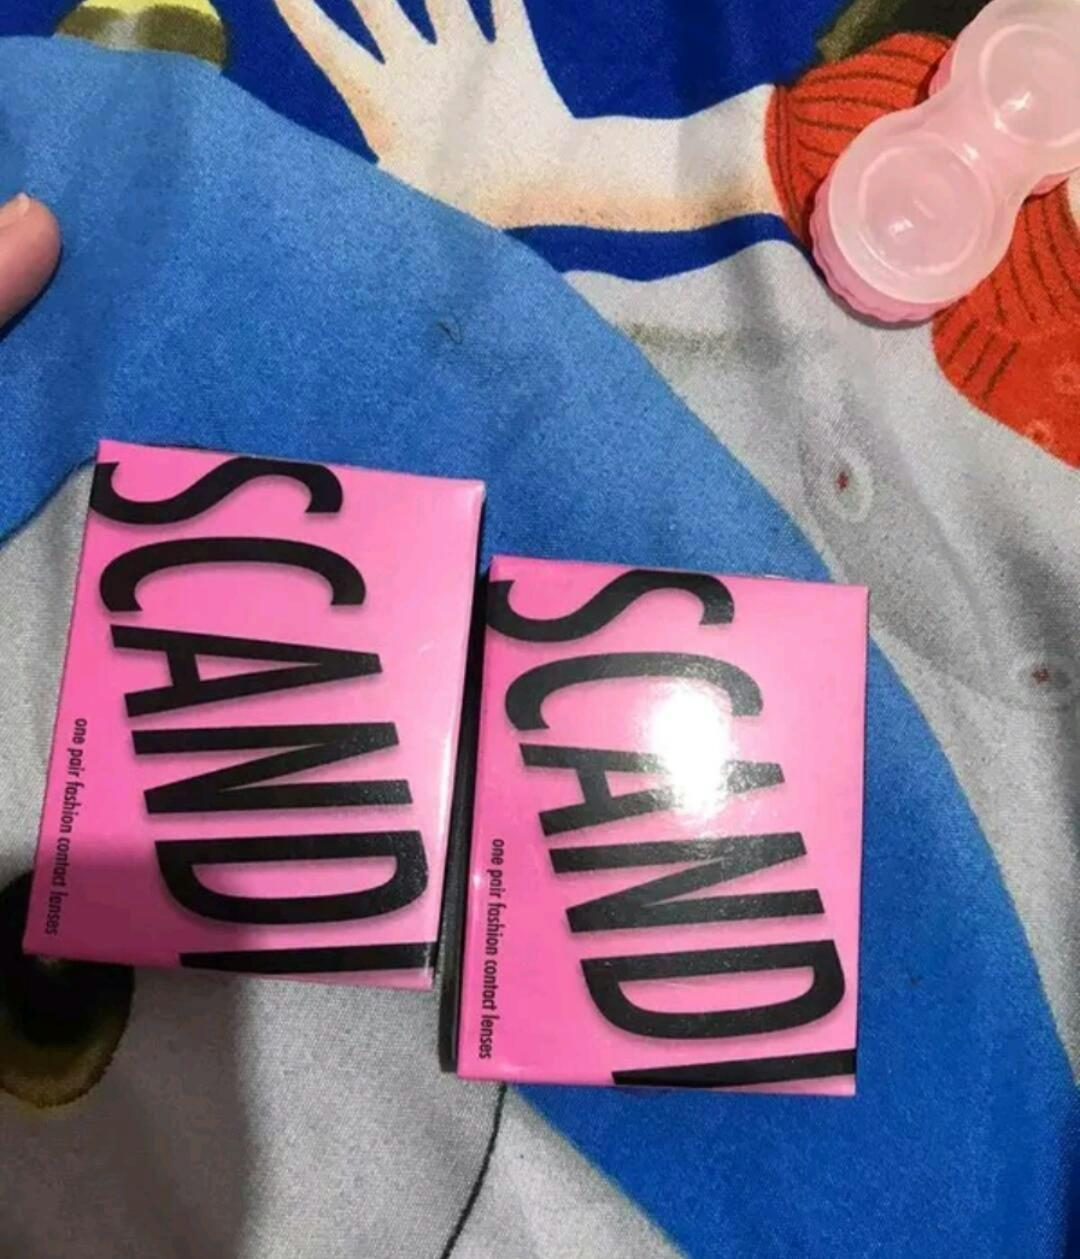 SCANDI
one pair fashion contact lenses
SCANDI
one pair fashion contact lenses